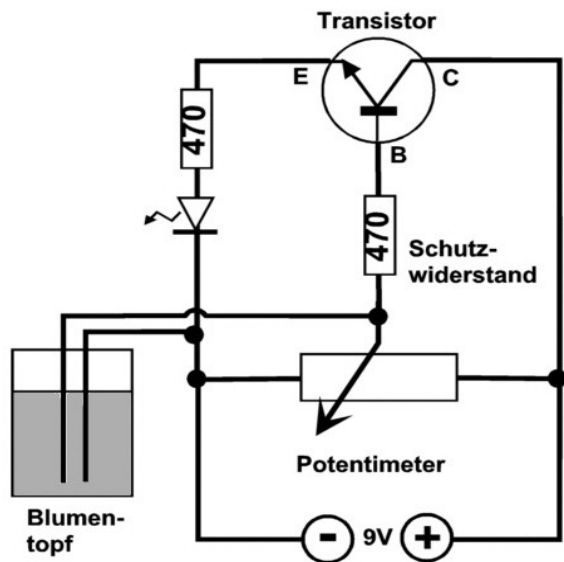 Transistor
E
C
470
B
470
Schutz-
widerstand
Potentimeter
Blumen-
topf
- 9V +